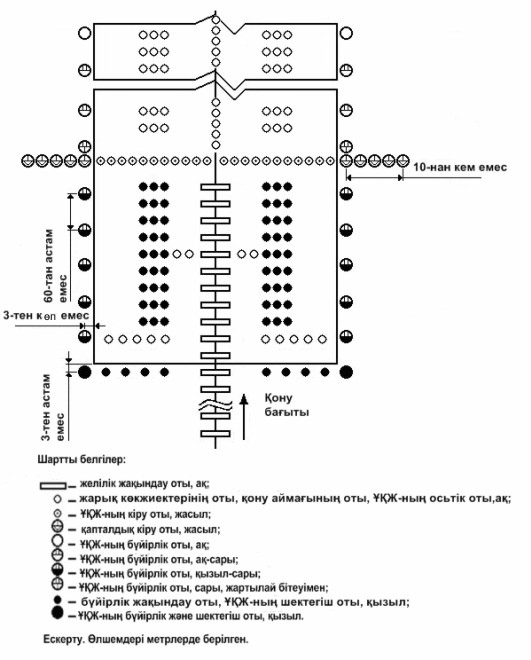 10-нан кем емес
60-тан астам
емес
3-тен көп емес
3-тен астам
емес
Қону
бағыты
Шартты белгілер:
– желілік жақындау оты, ақ;
– жарық көкжиектерінің оты, қону аймағының оты, ҰҚЖ-ның осьтік оты,ақ;
– ҰҚЖ-ның кіру оты, жасыл;
– қапталдық кіру оты, жасыл;
– ҰҚЖ-ның бүйірлік оты, ақ;
– ҰҚЖ-ның бүйірлік оты, ақ-сары;
– ҰҚЖ-ның бүйірлік оты, қызыл-сары;
– ҰҚЖ-ның бүйірлік оты, сары, жартылай бітеуімен;
– бүйірлік жақындау оты, ҰҚЖ-ның шектегіш оты, қызыл;
– ҰҚЖ-ның бүйірлік және шектегіш оты, қызыл.
Ескерту. Өлшемдері метрлерде берілген.